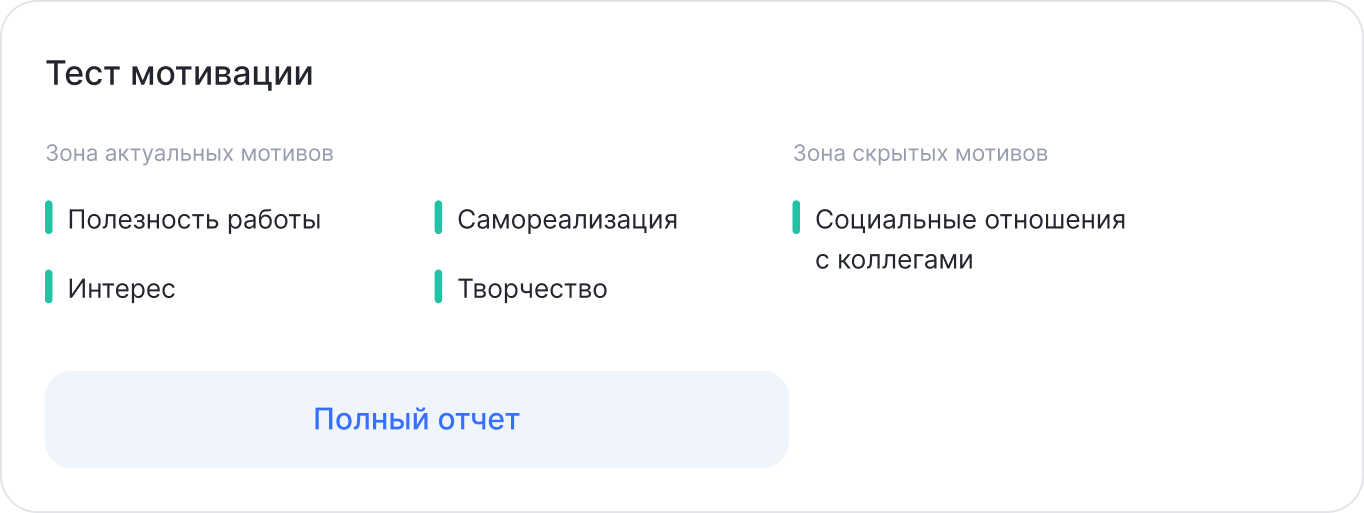 Тест мотивации
Зона актуальных мотивов
Зона скрытых мотивов
Полезность работы
Самореализация
Социальные отношения
с коллегами
Интерес
Творчество
Полный отчет